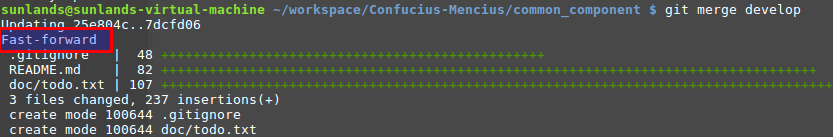 sunlands@sunlands-virtual-machine ~/workspace/Confucius-Mencius/common_component $ git merge develop
Updating 25e804c..7dcfd06
Fast-forward
 .gitignore   |  48 ++++++++++++++++++++++++++++++++++++++++++++++++
 README.md    |  82 ++++++++++++++++++++++++++++++++++++++++++++++++++++++++++++++++++++++++++++++++++
 doc/todo.txt | 107 +++++++++++++++++++++++++++++++++++++++++++++++++++++++++++++++++++++++++++++++++++++
 3 files changed, 237 insertions(+)
 create mode 100644 .gitignore
 create mode 100644 doc/todo.txt